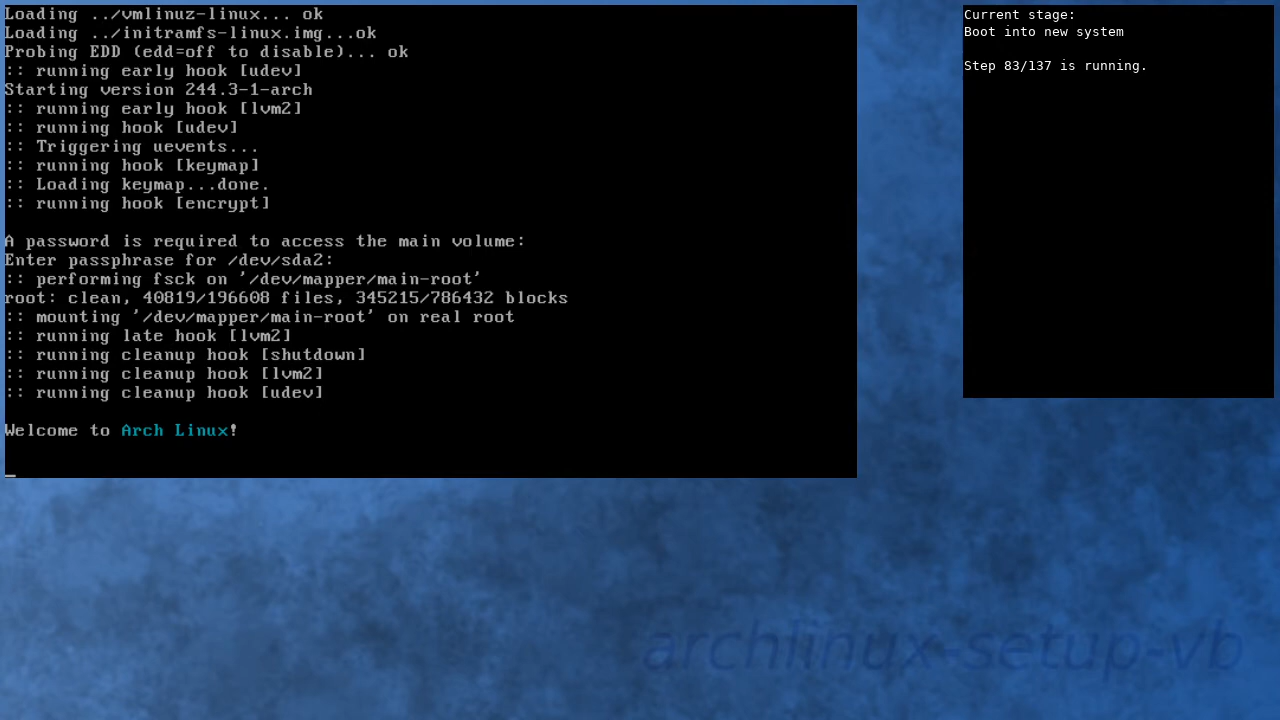 Loading ../vmlinuz-linux... ok
Loading ../initramfs-linux.img...ok
Probing EDD (edd=off to disable)... ok
:: running early hook [udev]
Starting version 244.3-1-arch
:: running early hook [lvm2]
:: running hook [udev]
:: Triggering uevents...
:: running hook [keymap]
:: Loading keymap...done.
:: running hook [encrypt]
A password is required to access the main volume:
Enter passphrase for /dev/sda2:
:: performing fsck on '/dev/mapper/main-root'
root: clean, 40819/196608 files, 345215/786432 blocks
:: mounting '/dev/mapper/main-root' on real root
:: running late hook [lvm2]
:: running cleanup hook [shutdown]
:: running cleanup hook [lvm2]
:: running cleanup hook [udev]
Welcome to Arch Linux!
_
Current stage:
Boot into new system
Step 83/137 is running.
archlinux-setup-vb